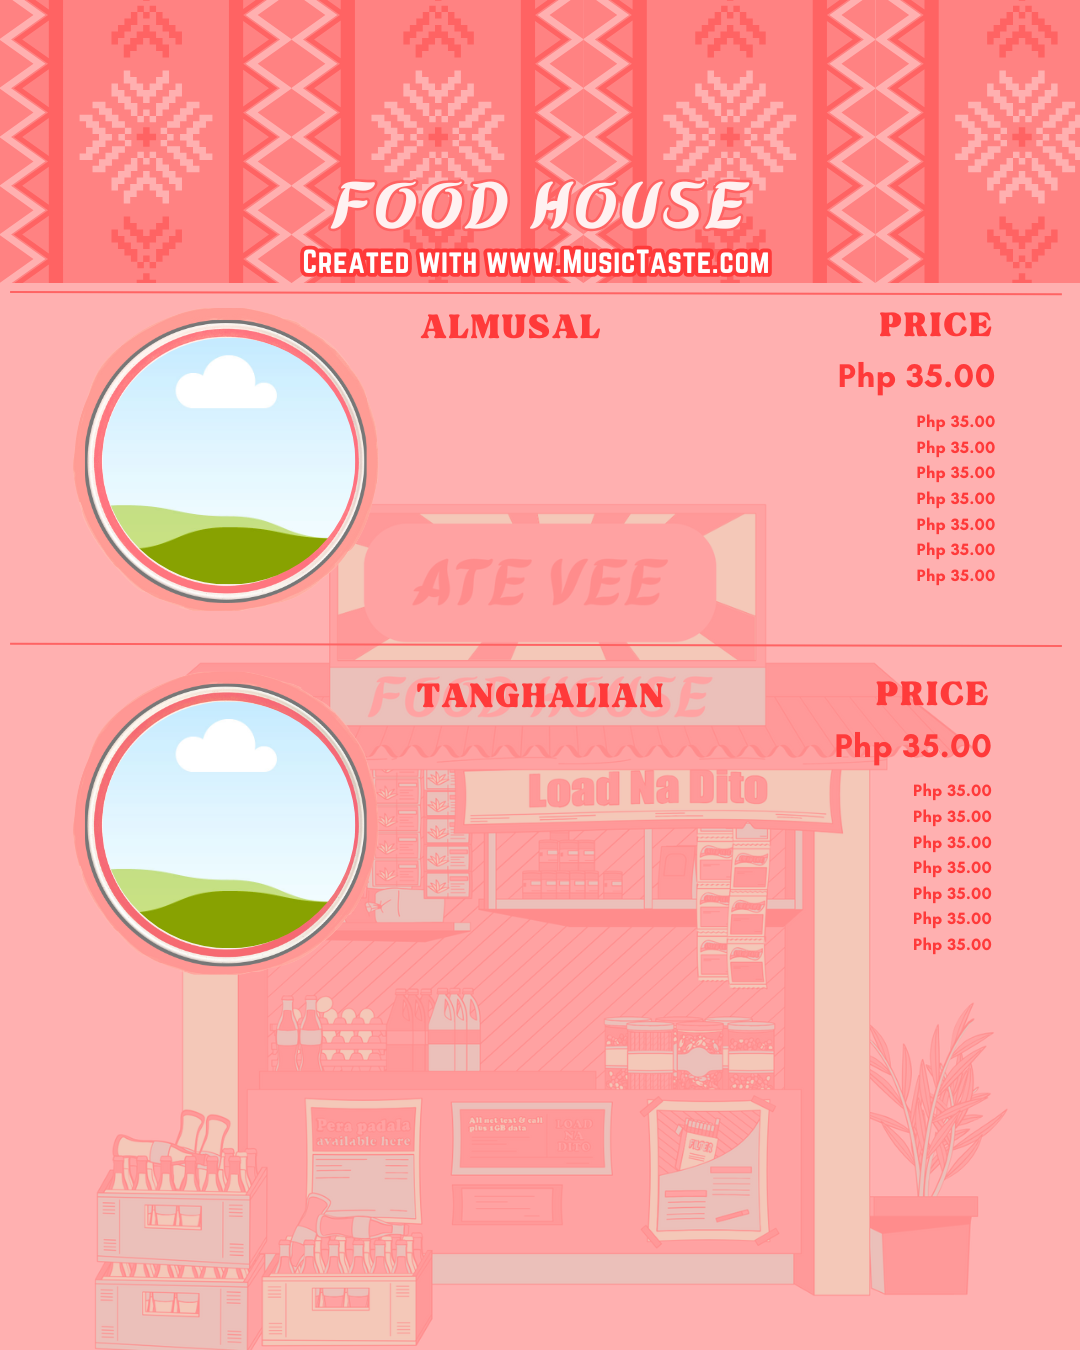 FOOD HOUSE
CREATED WITH WWW.MUSICTASTE.COM
ALMUSAL
PRICE
Php 35.00
Php 35.00
Php 35.00
Php 35.00
Php 35.00
Php 35.00
Php 35.00
Php 35.00
ATE VEE
FOOD HOUSE
TANGHALIAN
PRICE
Php 35.00
Load Na Dito
Php 35.00
Php 35.00
Php 35.00
Php 35.00
Php 35.00
Php 35.00
Php 35.00
Pera padala
available here
All net text & call
plus 1GB data
LOAD
NA
DITO